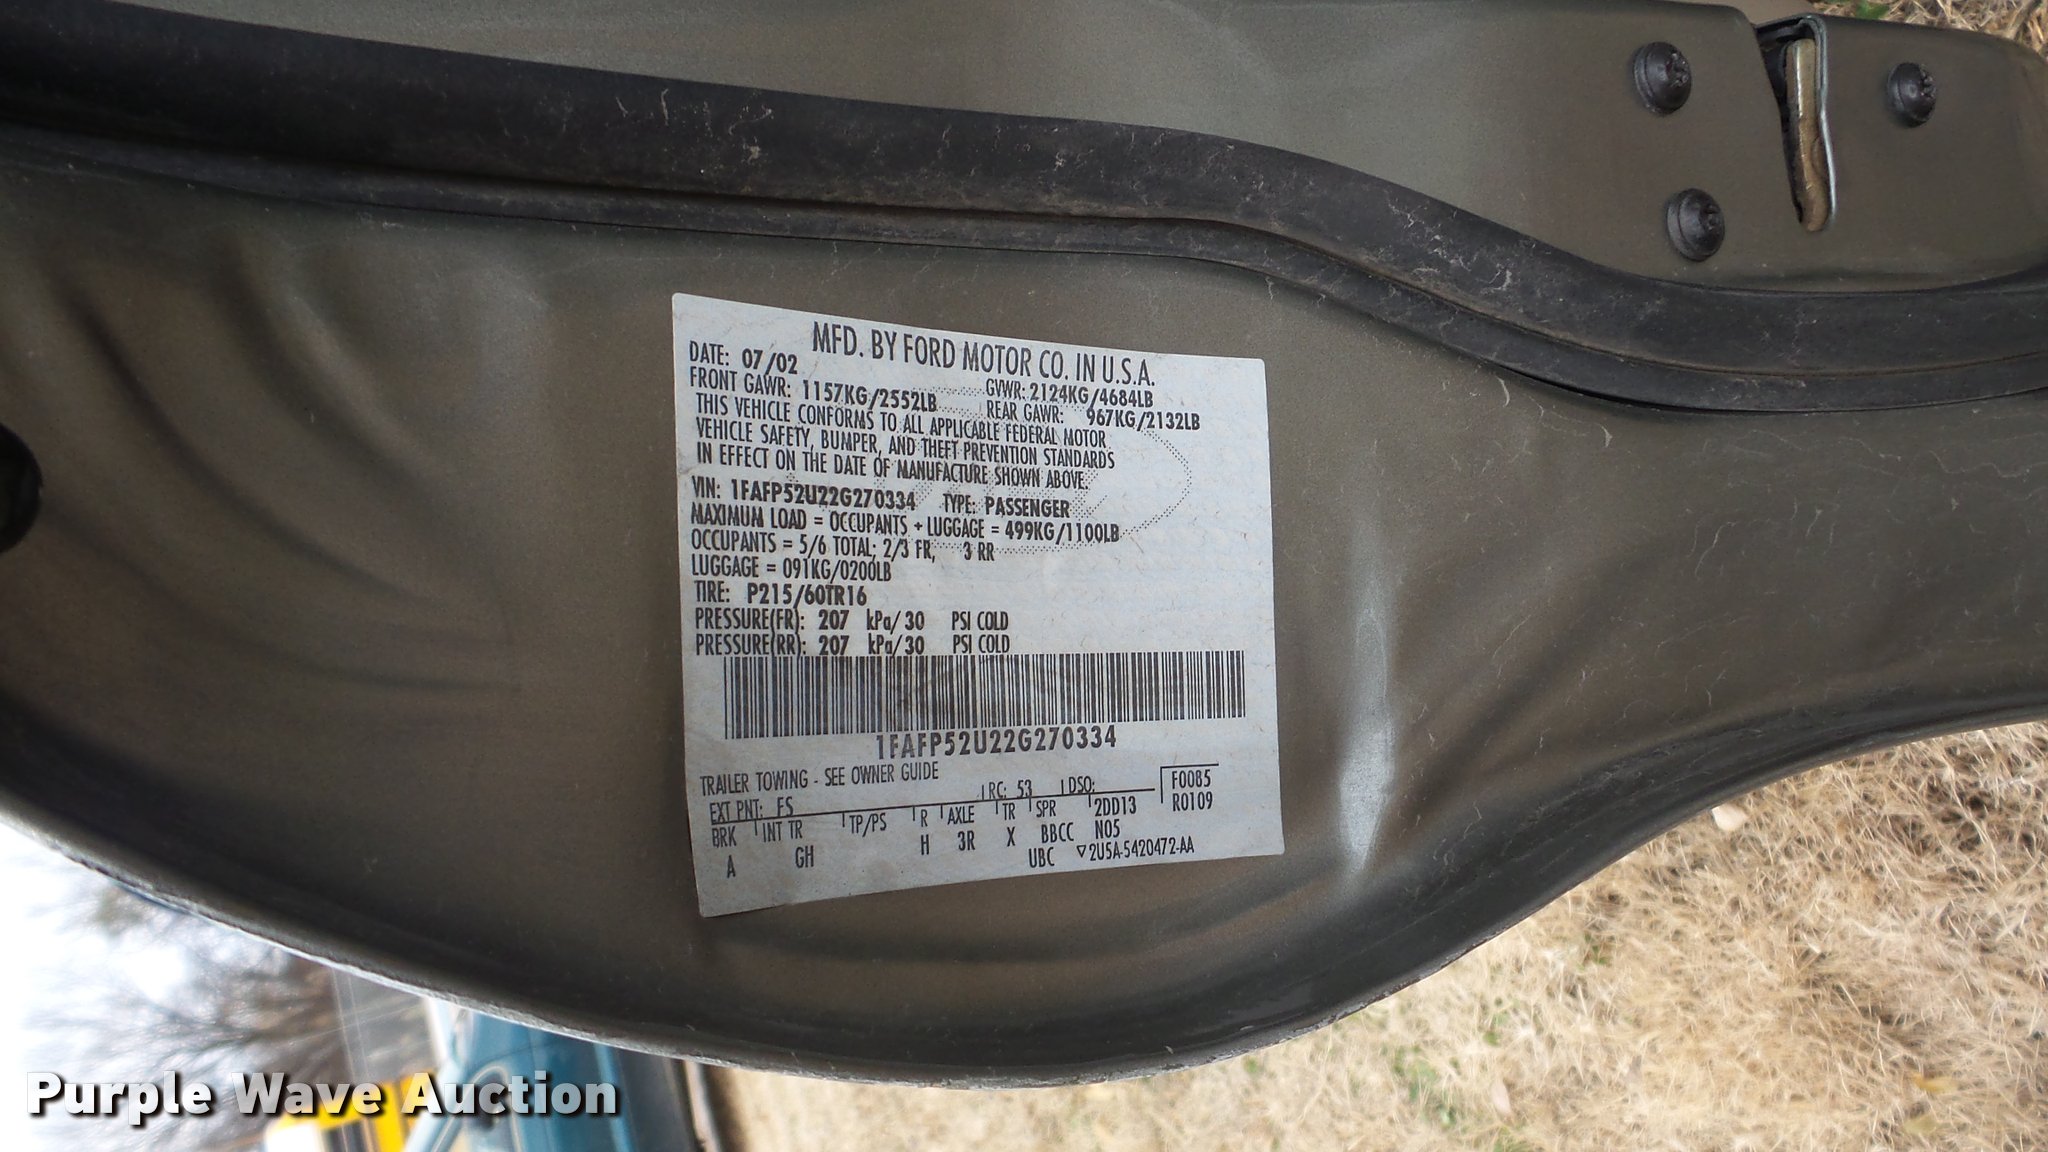 MFD. BY FORD MOTOR CO. IN U.S.A.
DATE: 07/02 GVWR: 2124KG/4684LB
FRONT GAWR: 1157KG/2552LB REAR GAWR: 967KG/2132LB
THIS VEHICLE CONFORMS TO ALL APPLICABLE FEDERAL MOTOR
VEHICLE SAFETY, BUMPER, AND THEFT PREVENTION STANDARDS
IN EFFECT ON THE DATE OF MANUFACTURE SHOWN ABOVE.
VIN: 1FAFP52U22G270334 TYPE: PASSENGER
MAXIMUM LOAD = OCCUPANTS + LUGGAGE = 499KG/1100LB
OCCUPANTS = 5/6 TOTAL; 2/3 FR, 3 RR
LUGGAGE = 091KG/0200LB
TIRE: P215/60TR16
PRESSURE(FR): 207 kPa/ 30 PSI COLD
PRESSURE(RR): 207 kPa/ 30 PSI COLD
1FAFP52U22G270334
TRAILER TOWING - SEE OWNER GUIDE
EXT PNT: FS RC: 53 DSO: F0085
BRK INT TR TP/PS R AXLE TR SPR 2DD13 R0109
A GH H 3R X BBCC N05
UBC ▽2U5A-5420472-AA
Purple Wave Auction